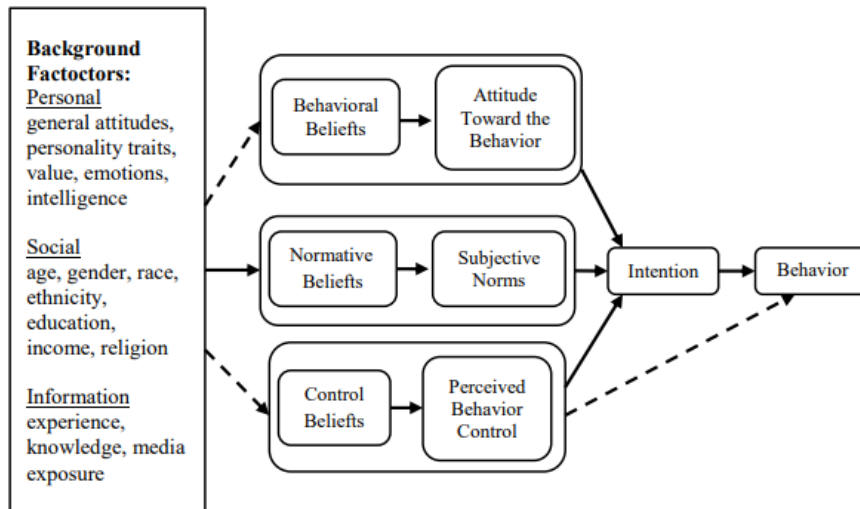 Background
Factoctors:
Personal
general attitudes,
personality traits,
value, emotions,
intelligence
Social
age, gender, race,
ethnicity,
education,
income, religion
Information
experience,
knowledge, media
exposure
Behavioral
Beliefts
Attitude
Toward the
Behavior
Normative
Beliefts
Subjective
Norms
Control
Beliefts
Perceived
Behavior
Control
Intention
Behavior